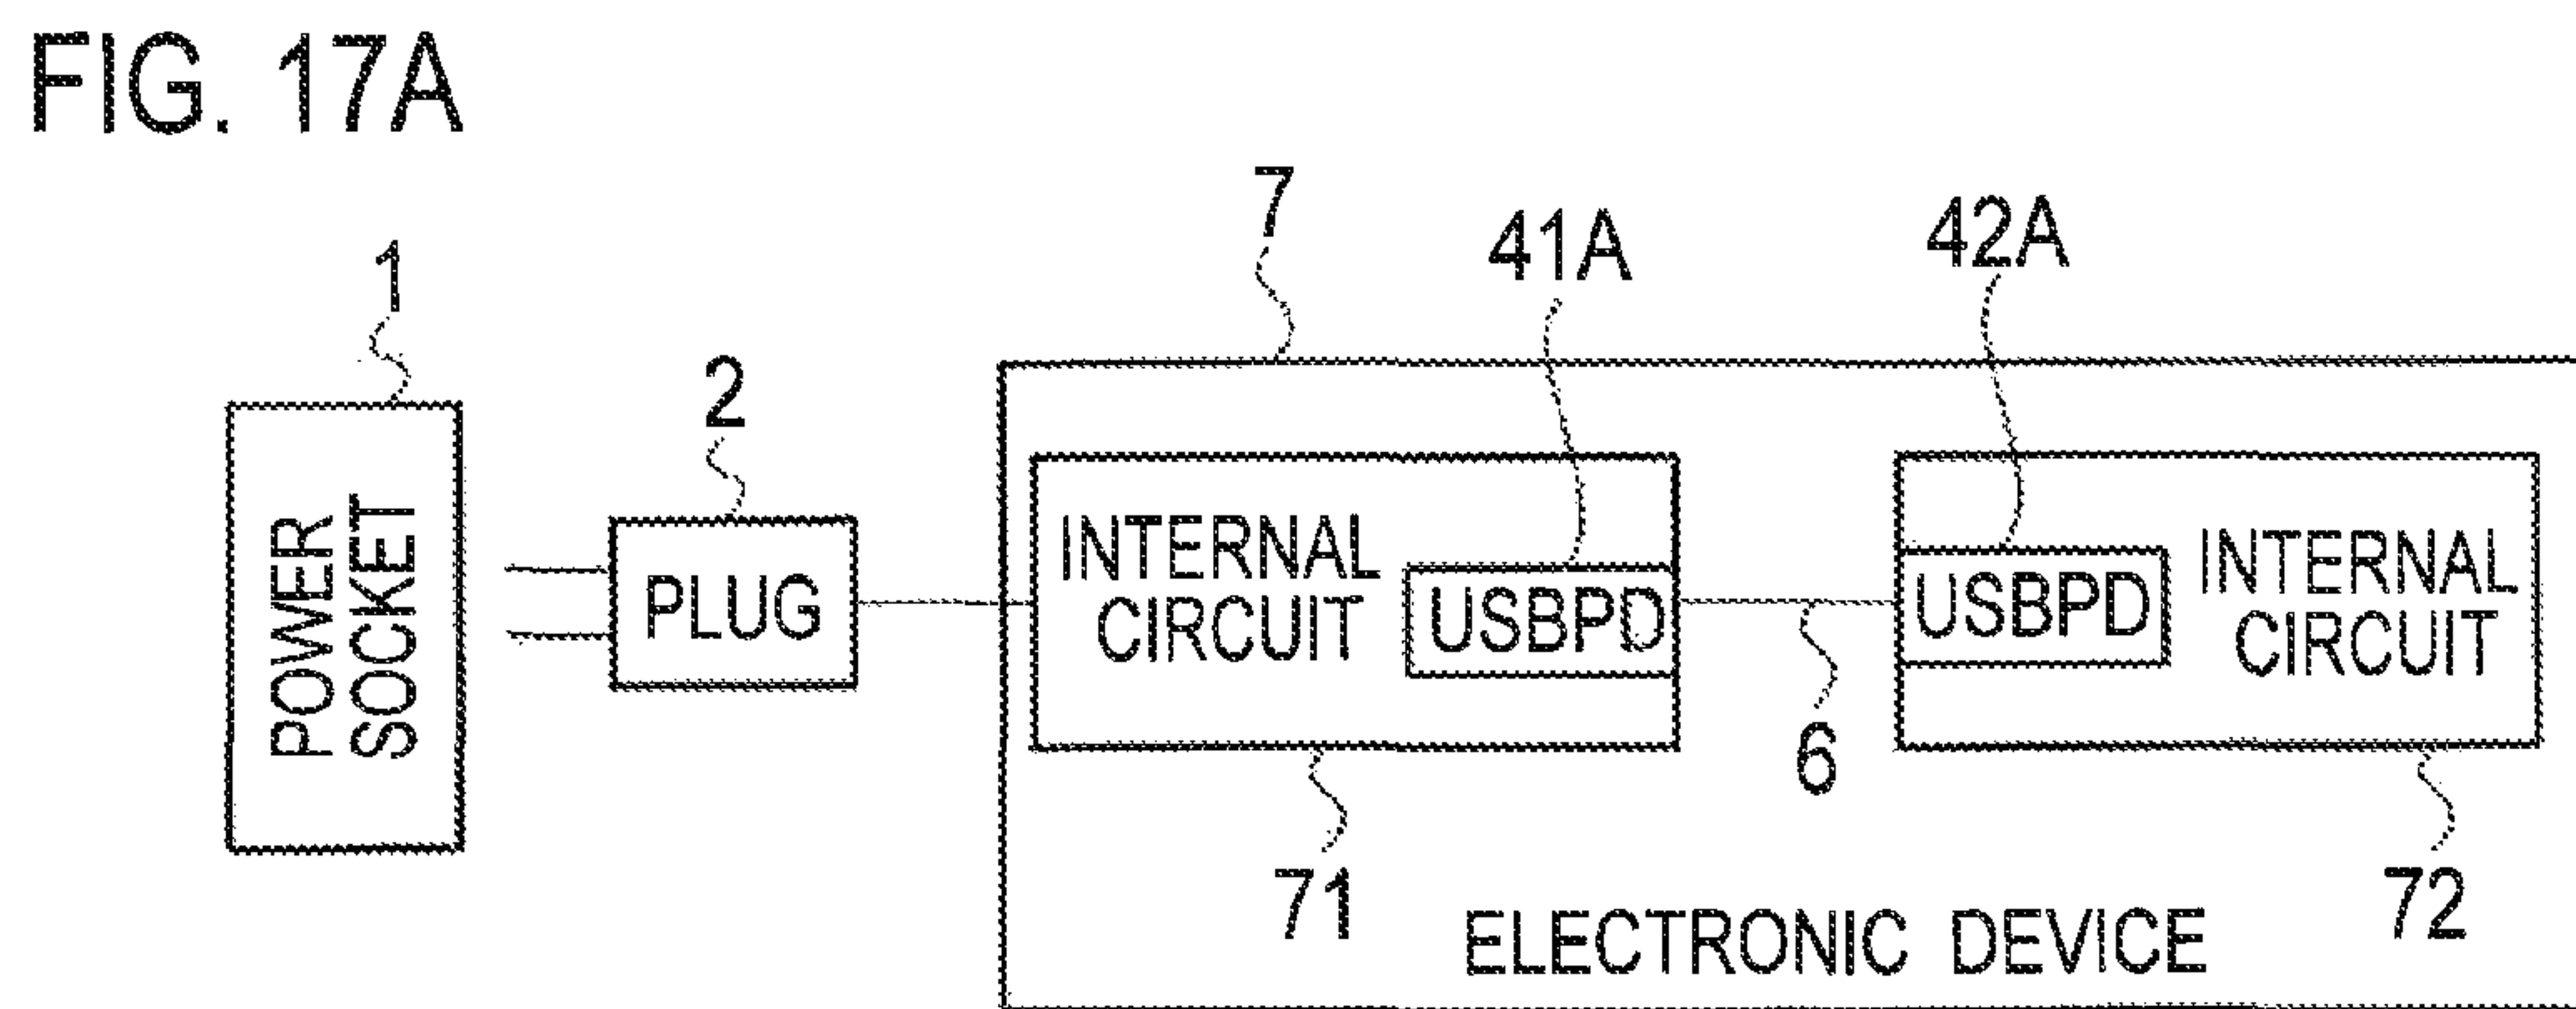 FIG. 17A
1
2
7
41A
42A
POWER
SOCKET
PLUG
INTERNAL
CIRCUIT
USBPD
6
USBPD
INTERNAL
CIRCUIT
71
72
ELECTRONIC DEVICE